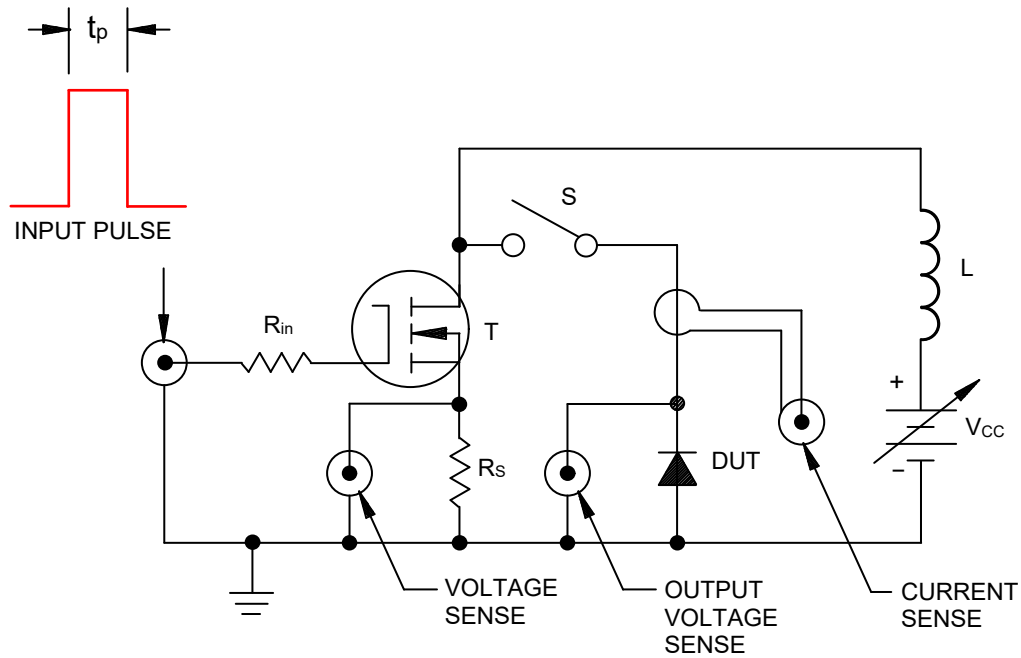 tp
INPUT PULSE
S
L
Rin
T
+
VCC
RS
DUT
−
VOLTAGE
SENSE
OUTPUT
VOLTAGE
SENSE
CURRENT
SENSE